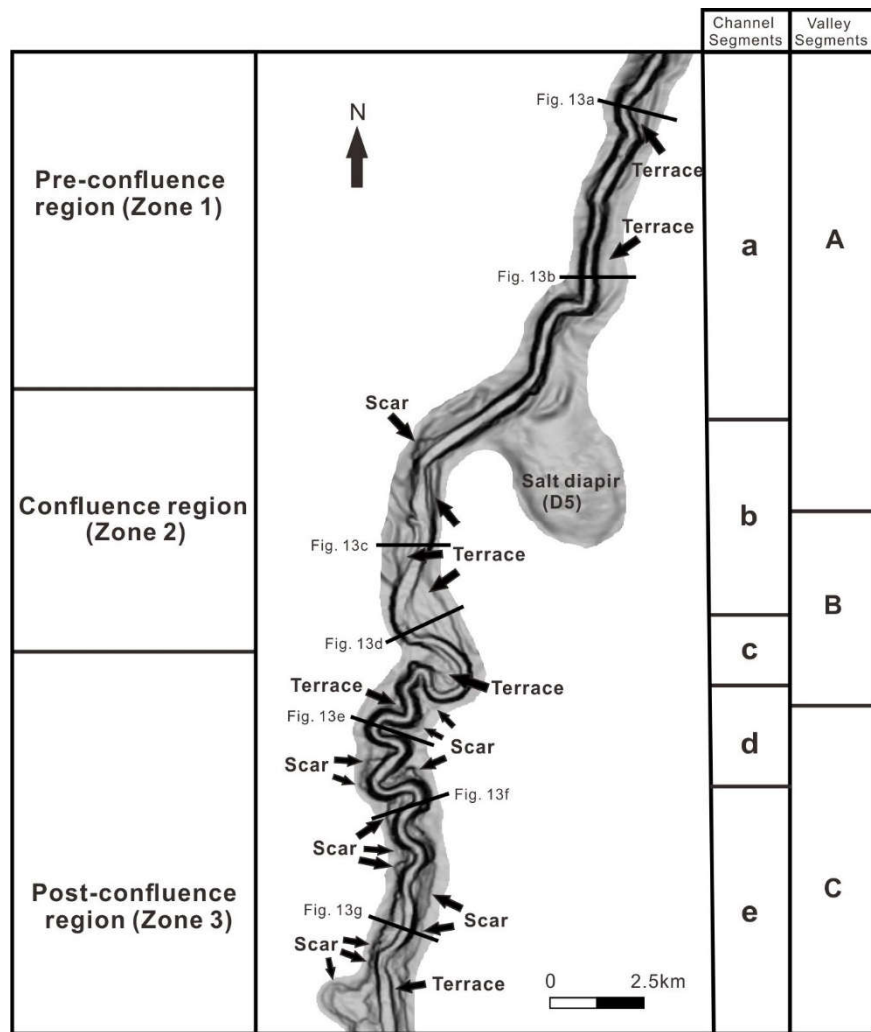 Channel
Segments
Valley
Segments
Fig. 13a
N
Terrace
Pre-confluence
region (Zone 1)
Terrace
a
A
Fig. 13b
Scar
Salt diapir
(D5)
Confluence region
(Zone 2)
b
Fig. 13c
Terrace
B
Fig. 13d
c
Terrace
Terrace
Fig. 13e
Scar
d
Scar
Fig. 13f
Scar
Post-confluence
region (Zone 3)
C
Fig. 13g
e
Scar
Scar
Terrace
0
2.5km